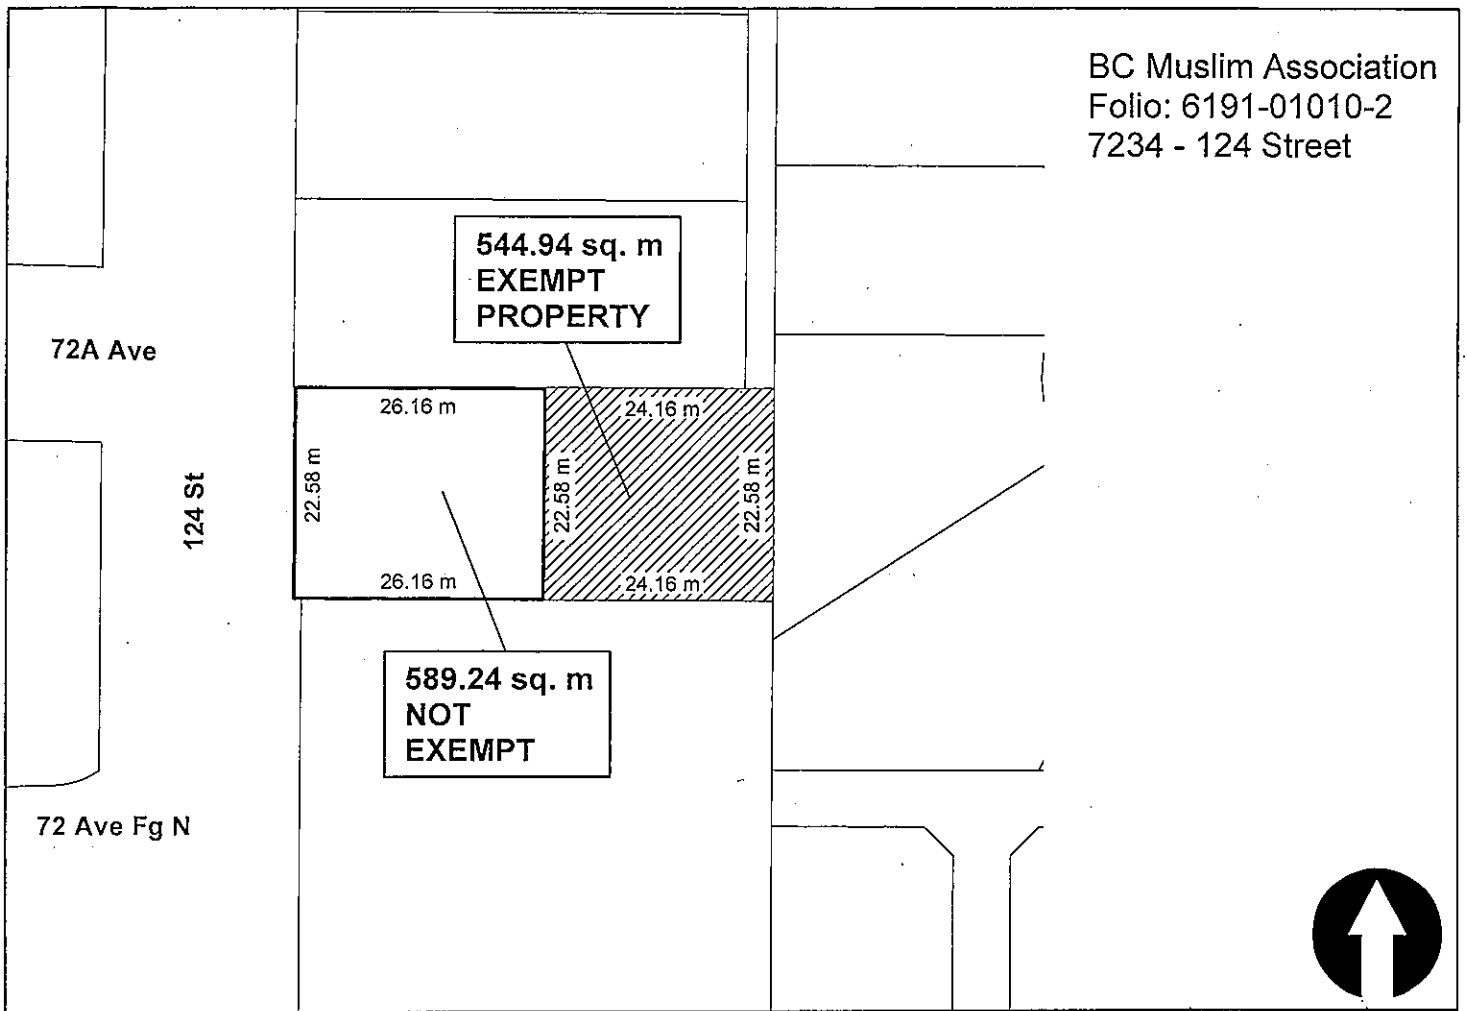 BC Muslim Association
Folio: 6191-01010-2
7234 - 124 Street
544.94 sq. m
EXEMPT
PROPERTY
72A Ave
26.16 m
24.16 m
22.58 m
22.58 m
22.58 m
124 St
26.16 m
24.16 m
589.24 sq. m
NOT
EXEMPT
72 Ave Fg N